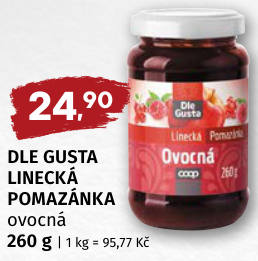 24,90
DLE GUSTA
LINECKÁ
POMAZÁNKA
ovocná
260 g | 1 kg = 95,77 Kč
Dle
Gusta
Linecká Pomazánka
Ovocná
260 g
coop